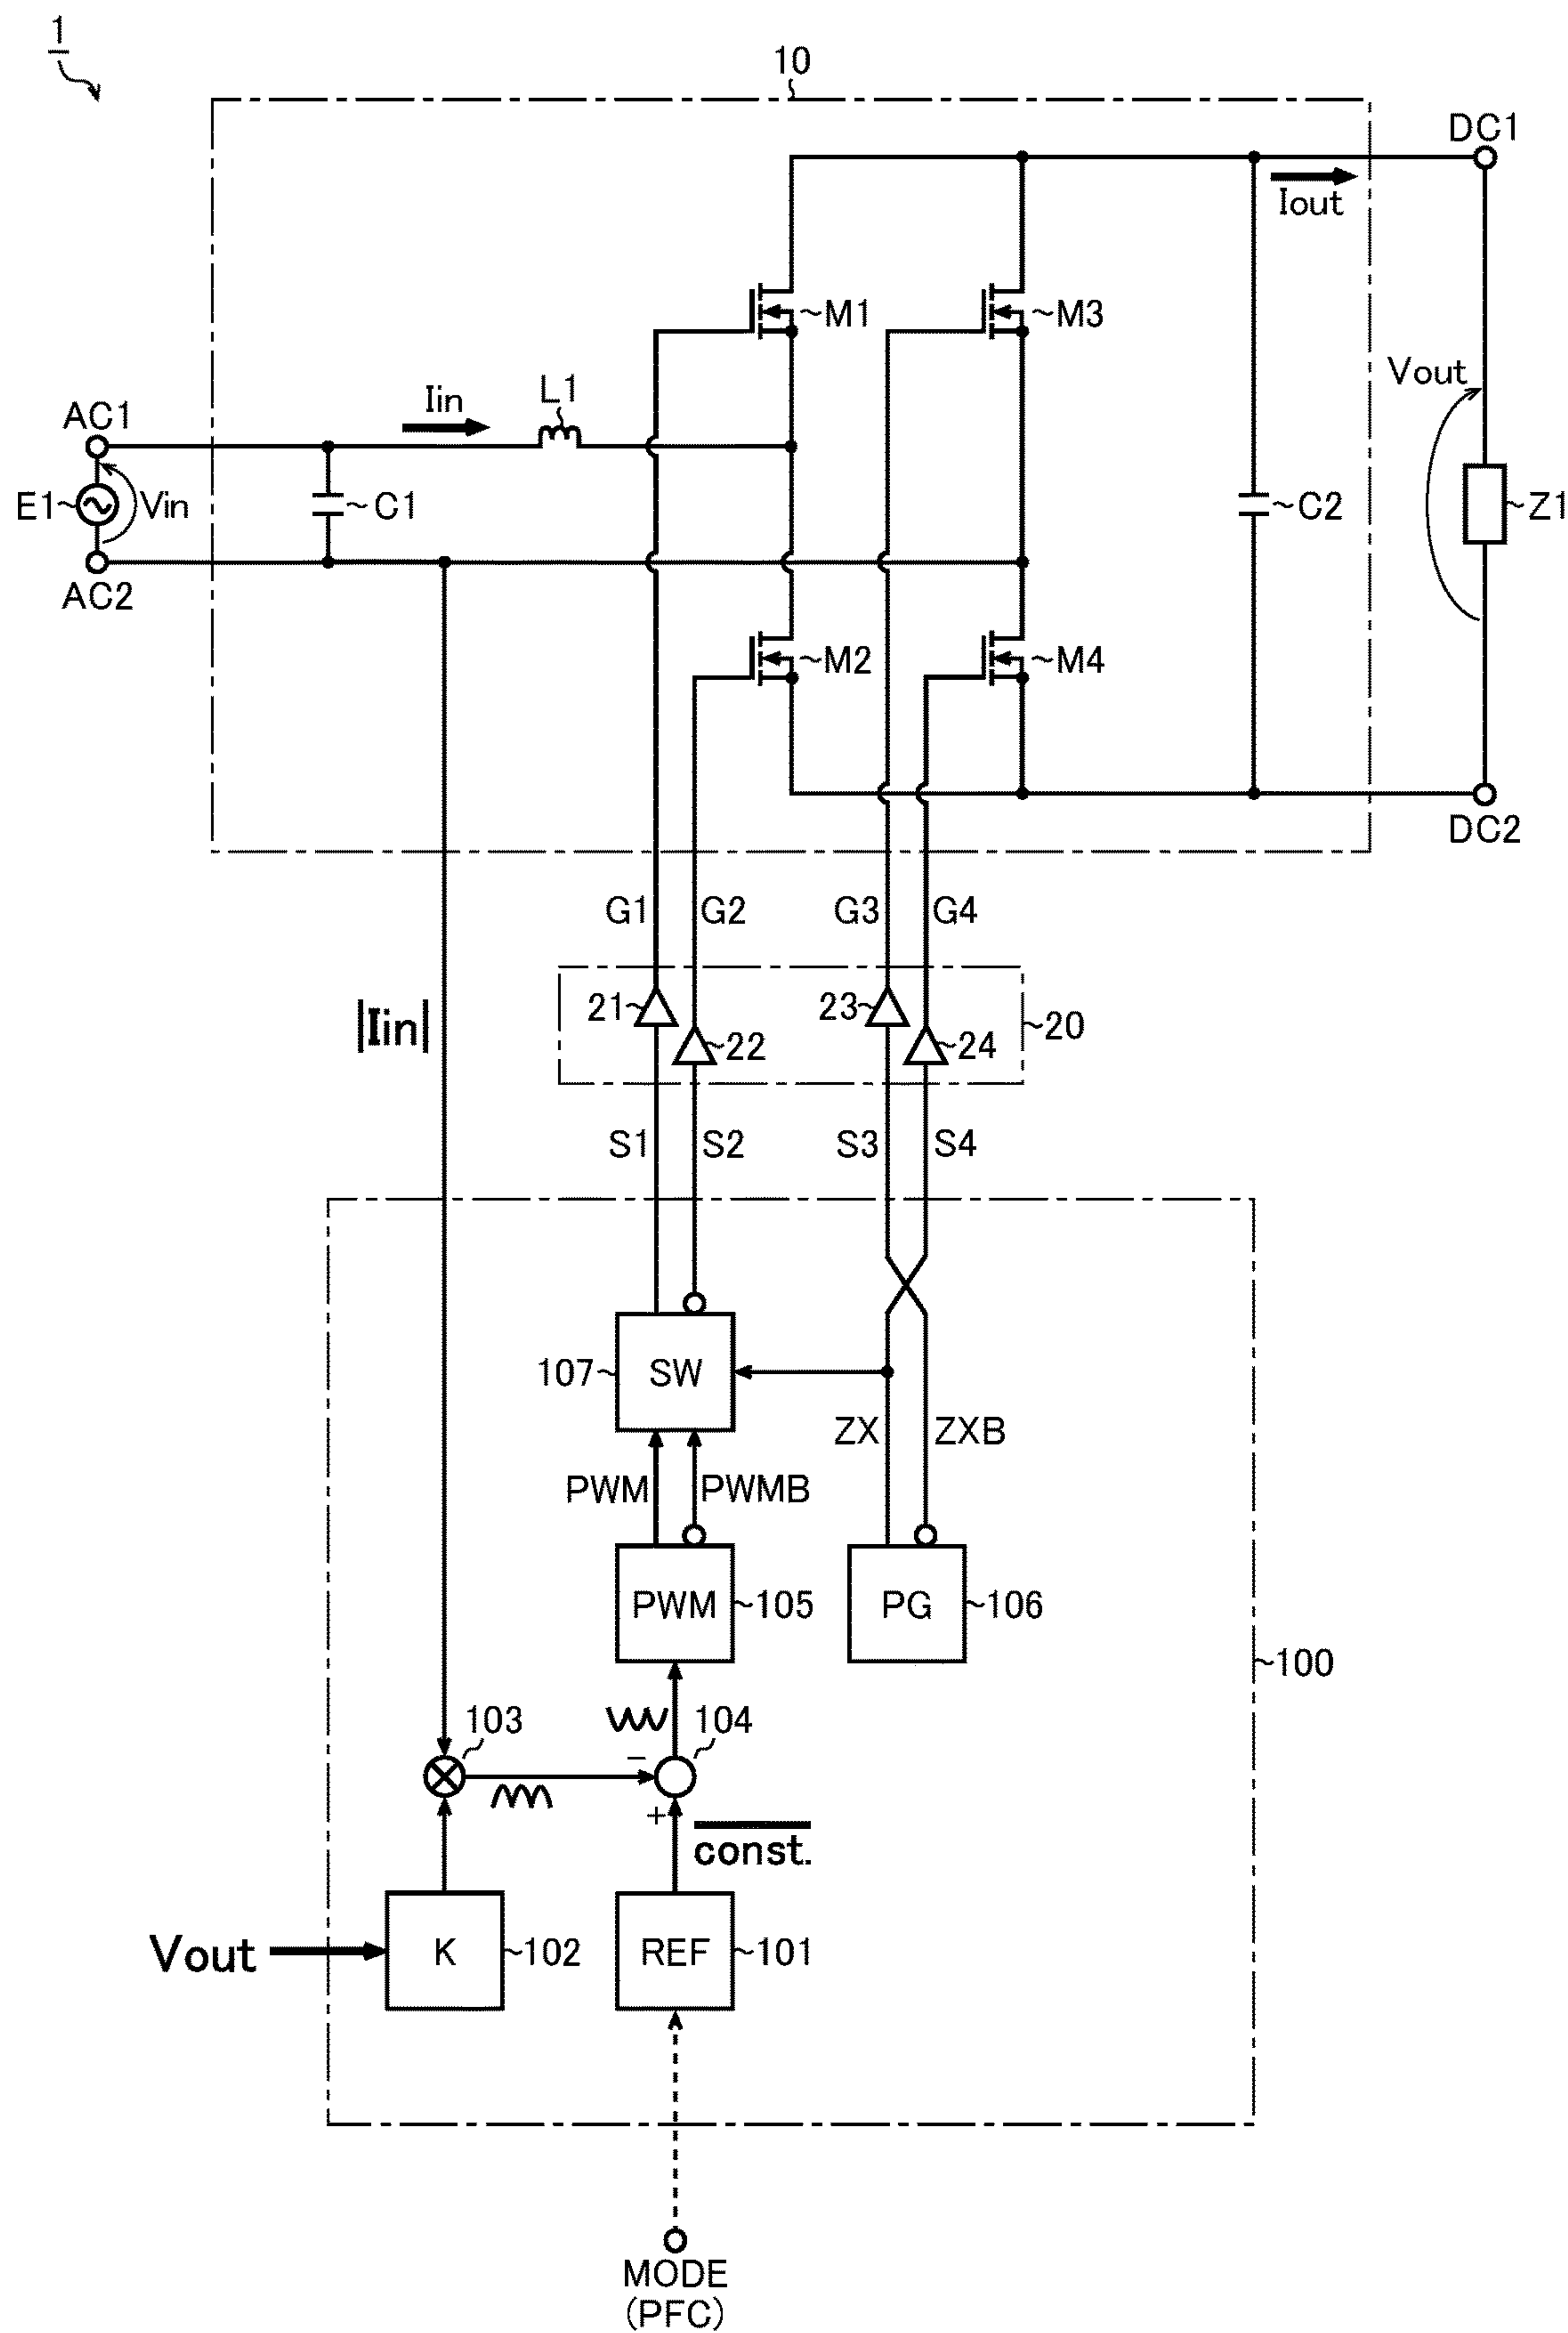 1
10
DC1
Iout
M1
M3
Vout
Iin
L1
AC1
E1
Vin
C1
C2
Z1
AC2
M2
M4
DC2
G1
G2
G3
G4
|Iin|
21
22
23
24
20
S1
S2
S3
S4
107
SW
ZX
ZXB
PWM
PWMB
PWM
105
PG
106
100
103
104
−
+
const.
Vout
K
102
REF
101
MODE
(PFC)